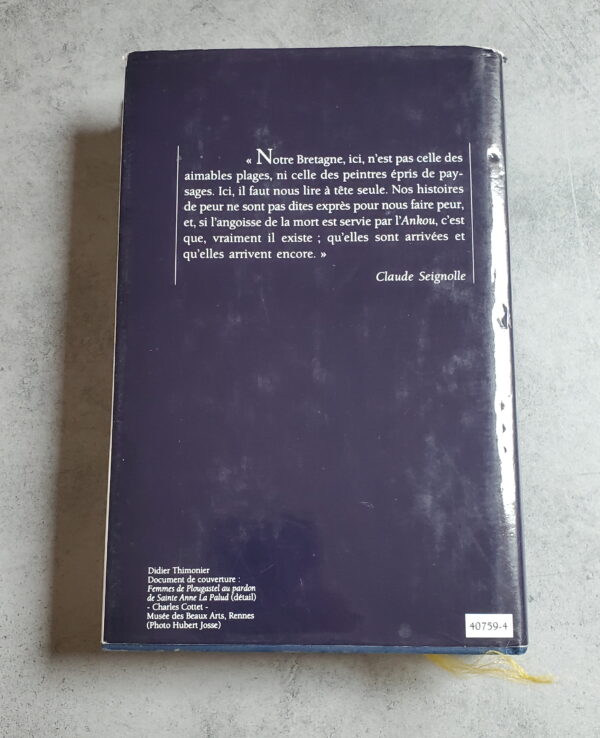 « Notre Bretagne, ici, n'est pas celle des
aimables plages, ni celle des peintres épris de pay-
sages. Ici, il faut nous lire à tête seule. Nos histoires
de peur ne sont pas dites exprès pour nous faire peur,
et, si l'angoisse de la mort est servie par l'Ankou, c'est
que, vraiment il existe ; qu'elles sont arrivées et
qu'elles arrivent encore. »
Claude Seignolle
Didier Thimonier
Document de couverture :
Femmes de Plougastel au pardon
de Sainte Anne La Palud (détail)
- Charles Cottet -
Musée des Beaux Arts, Rennes
(Photo Hubert Josse)
40759-4